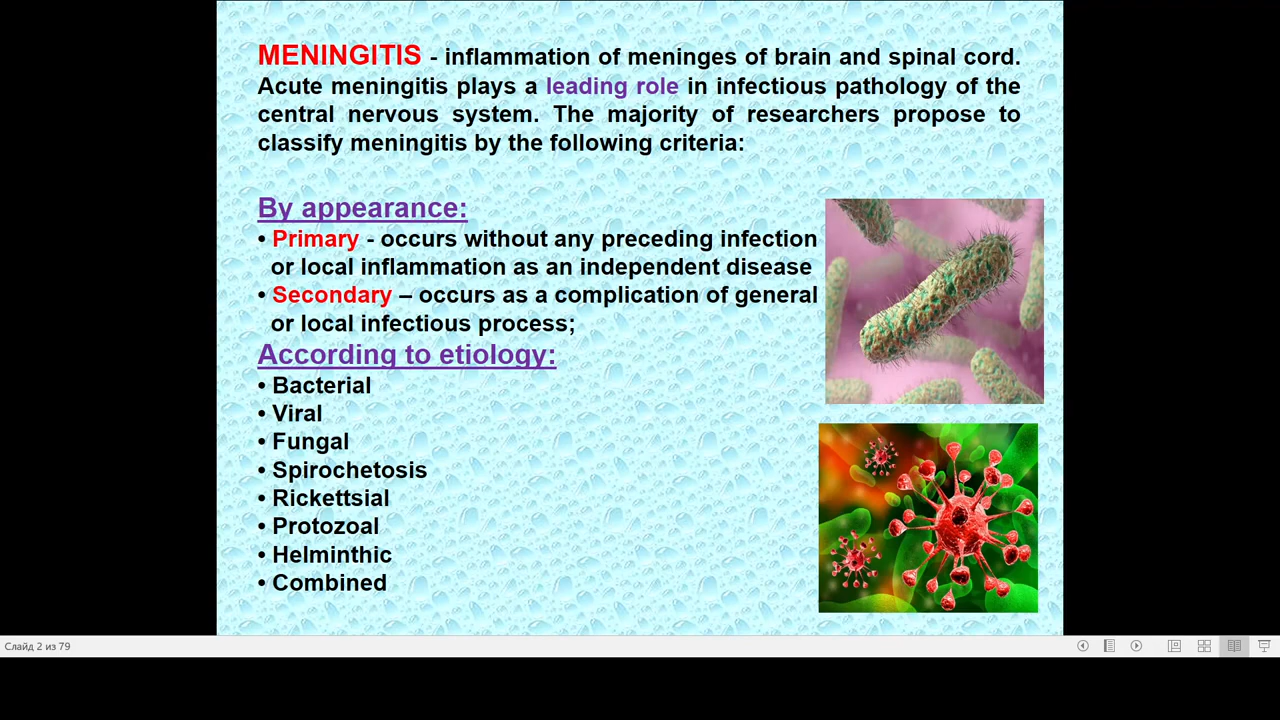 MENINGITIS - inflammation of meninges of brain and spinal cord.
Acute meningitis plays a leading role in infectious pathology of the
central nervous system. The majority of researchers propose to
classify meningitis by the following criteria:
By appearance:
• Primary - occurs without any preceding infection
or local inflammation as an independent disease
• Secondary – occurs as a complication of general
or local infectious process;
According to etiology:
• Bacterial
• Viral
• Fungal
• Spirochetosis
• Rickettsial
• Protozoal
• Helminthic
• Combined
Слайд 2 из 79